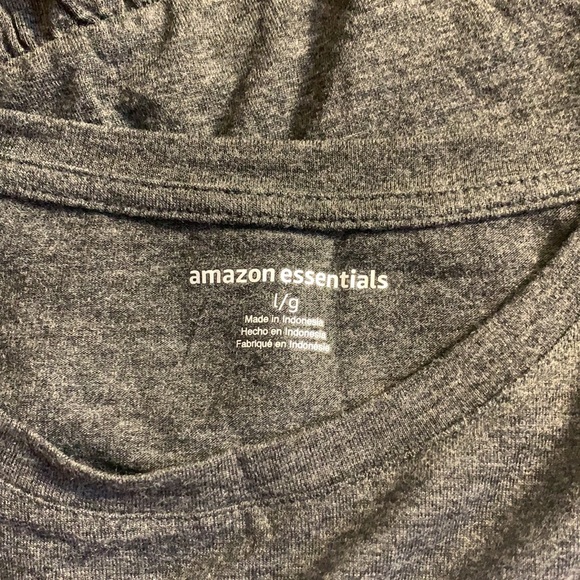 amazon essentials
l/g
Made in Indonesia
Hecho en Indonesia
Fabriqué en Indonésie